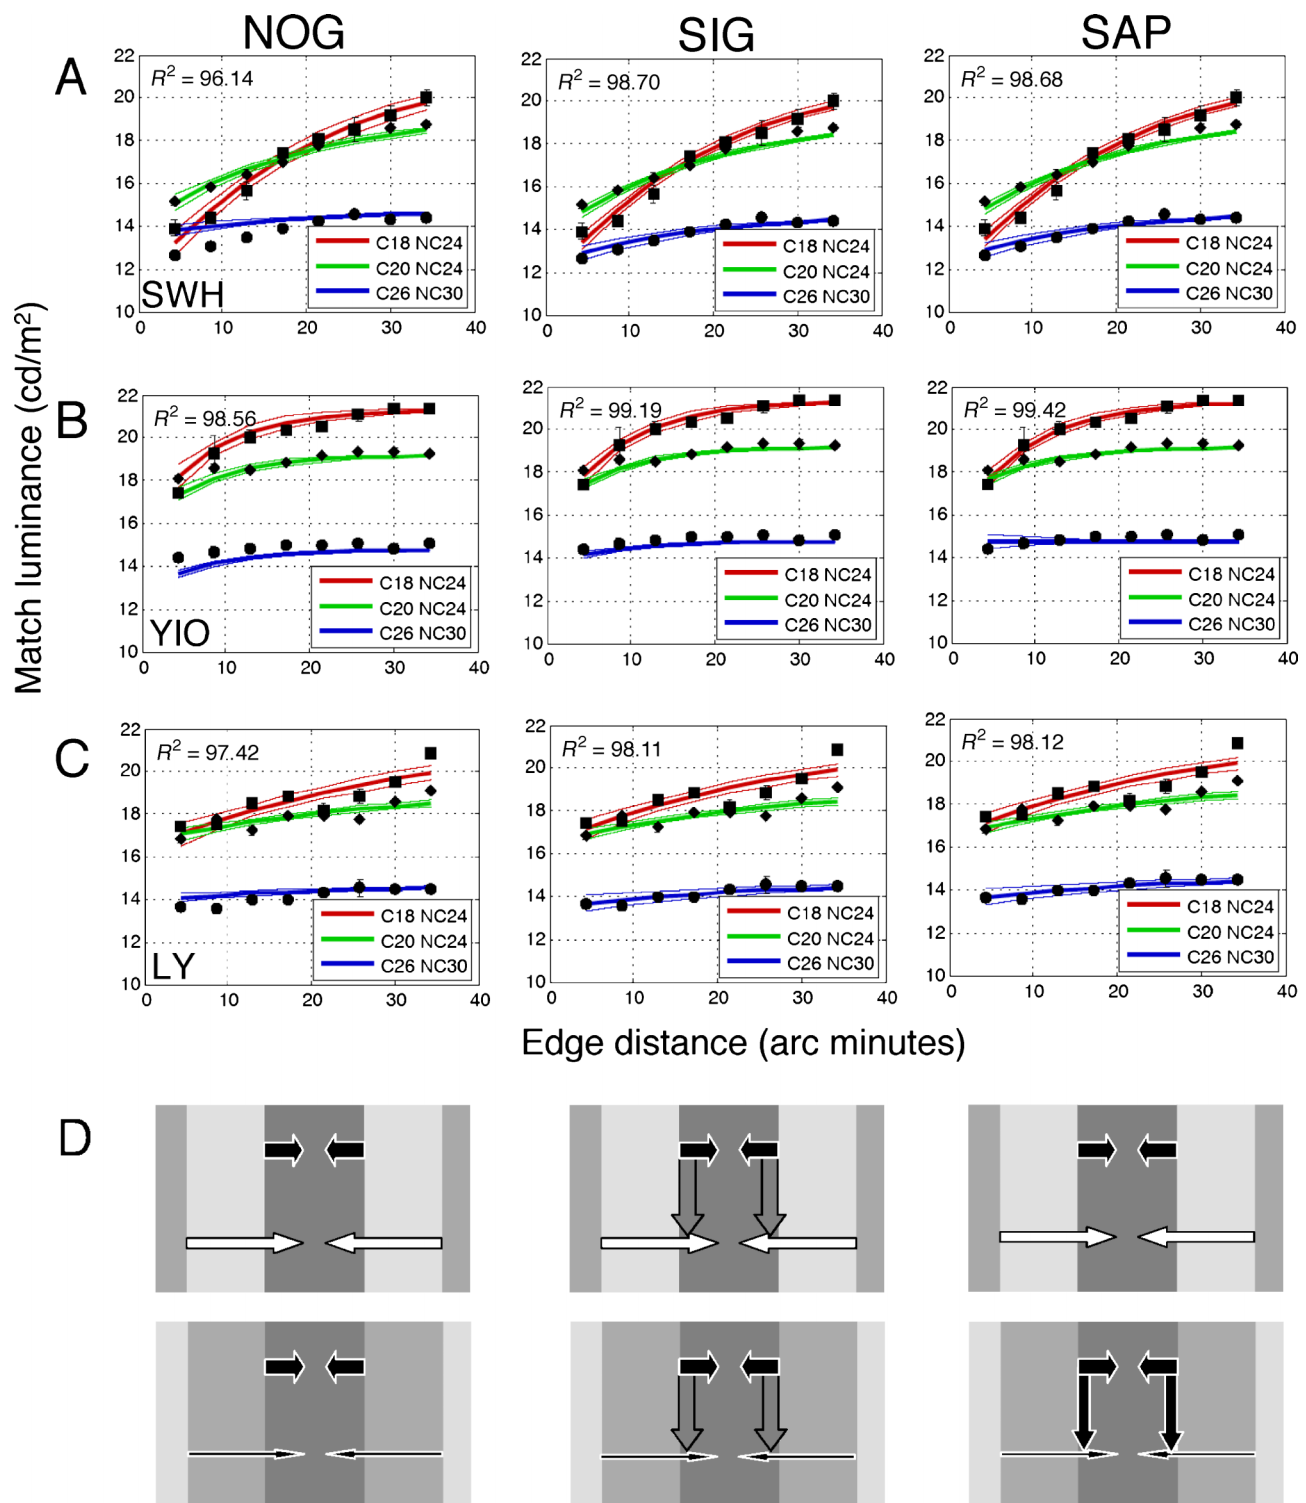 NOG SIG SAP
A
R² = 96.14 R² = 98.70 R² = 98.68
22 20 18 16 14 12 10
C18 NC24
C20 NC24
C26 NC30
SWH
0 10 20 30 40
22 20 18 16 14 12 10
C18 NC24
C20 NC24
C26 NC30
0 10 20 30 40
22 20 18 16 14 12 10
C18 NC24
C20 NC24
C26 NC30
0 10 20 30 40
Match luminance (cd/m²)
B
R² = 98.56 R² = 99.19 R² = 99.42
22 20 18 16 14 12 10
C18 NC24
C20 NC24
C26 NC30
YIO
0 10 20 30 40
22 20 18 16 14 12 10
C18 NC24
C20 NC24
C26 NC30
0 10 20 30 40
22 20 18 16 14 12 10
C18 NC24
C20 NC24
C26 NC30
0 10 20 30 40
C
R² = 97.42 R² = 98.11 R² = 98.12
22 20 18 16 14 12 10
C18 NC24
C20 NC24
C26 NC30
LY
0 10 20 30 40
22 20 18 16 14 12 10
C18 NC24
C20 NC24
C26 NC30
0 10 20 30 40
22 20 18 16 14 12 10
C18 NC24
C20 NC24
C26 NC30
0 10 20 30 40
Edge distance (arc minutes)
D